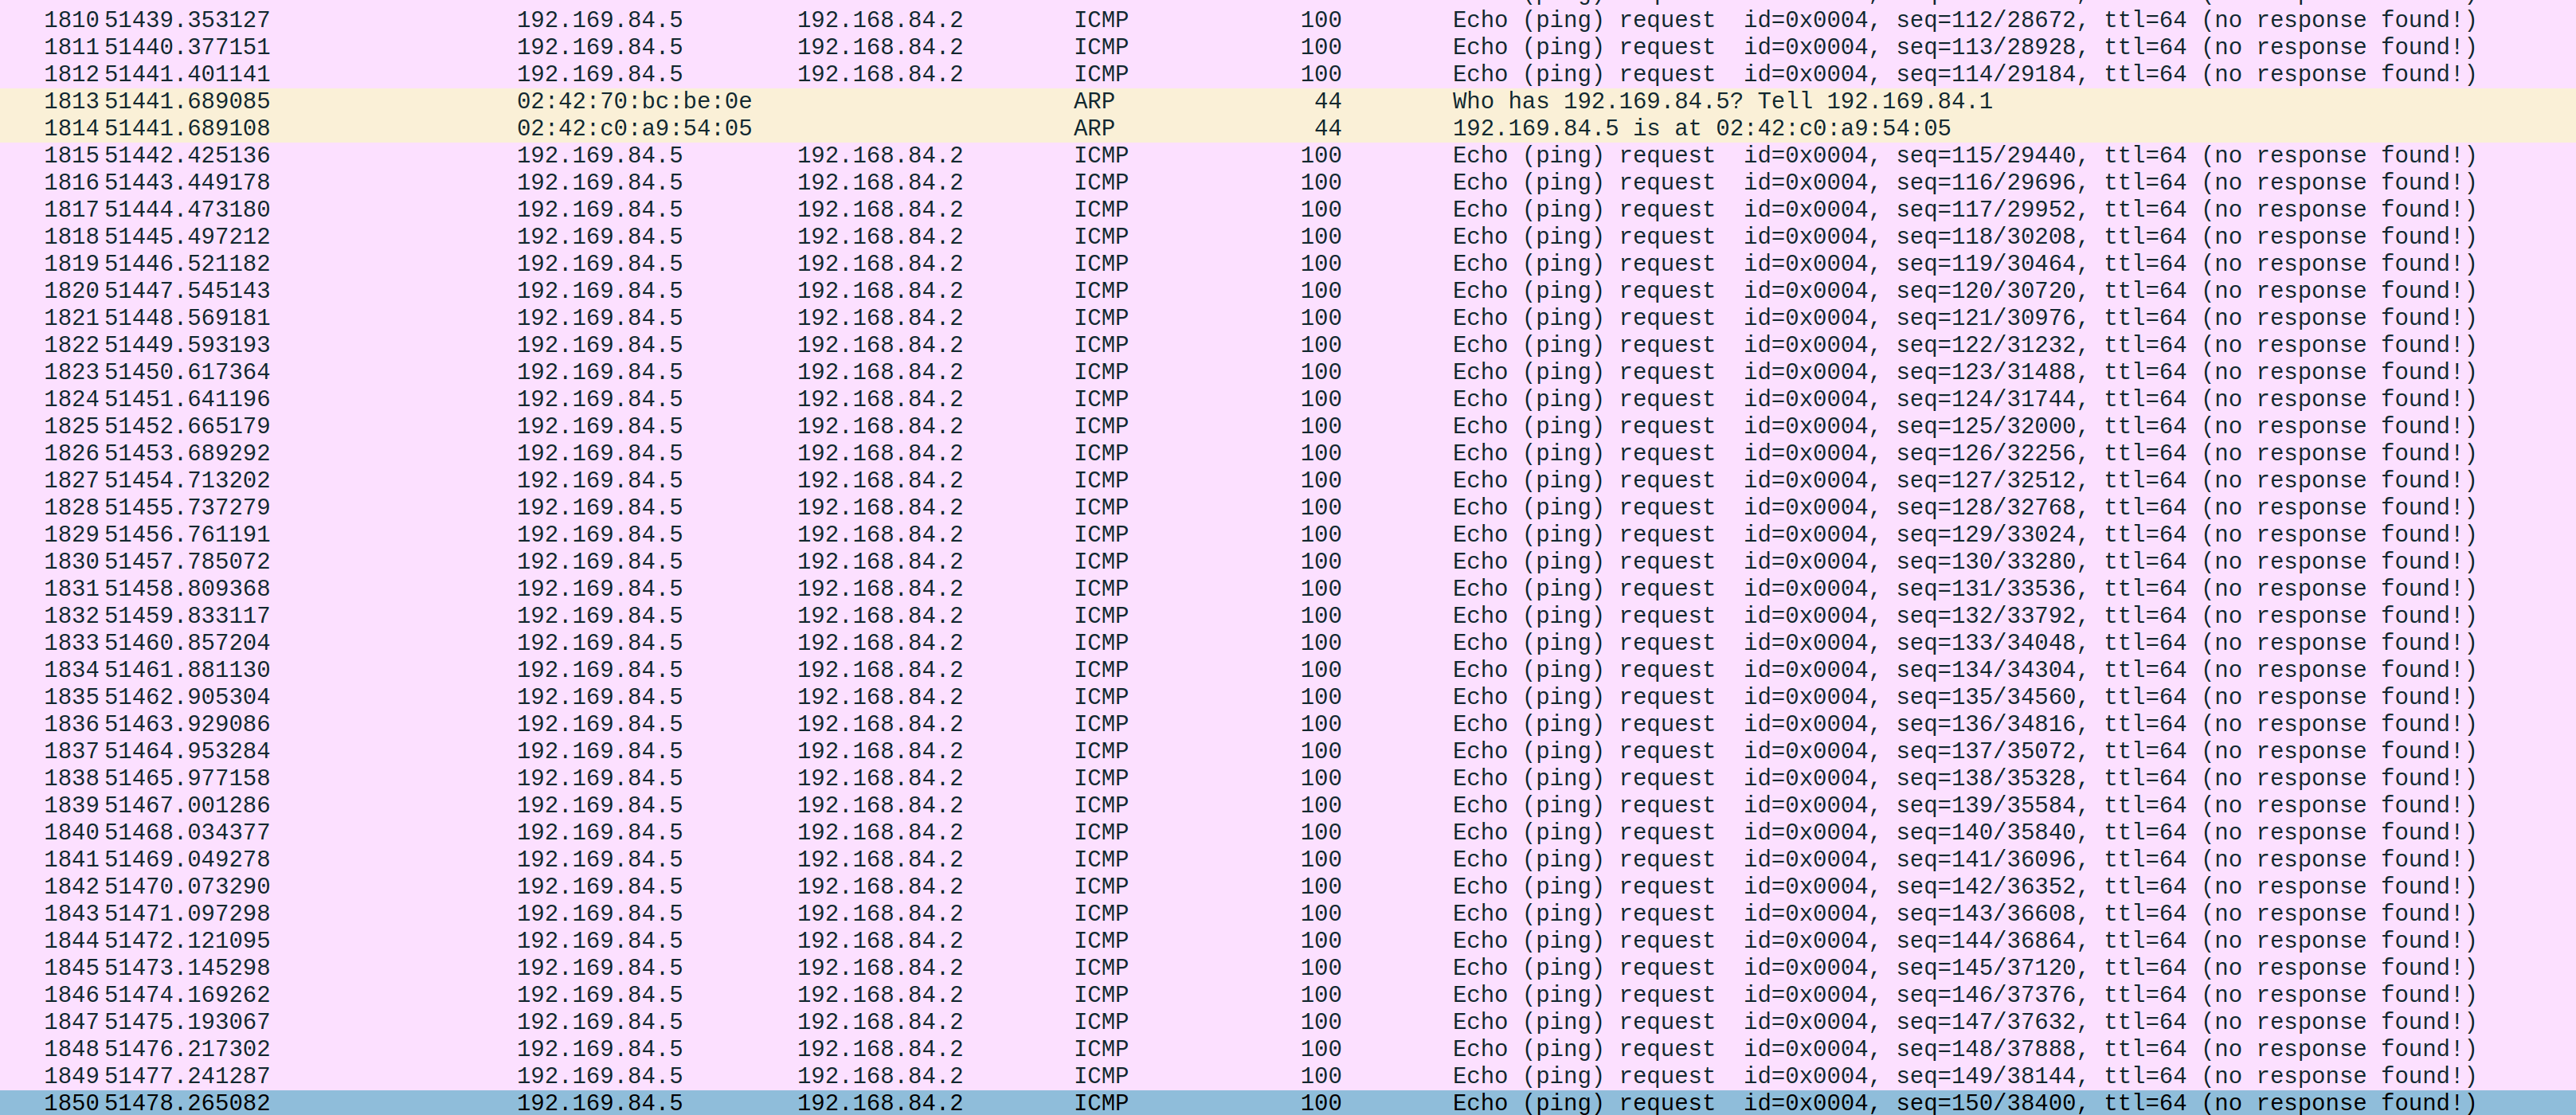 1810 51439.353127 192.169.84.5 192.168.84.2 ICMP 100 Echo (ping) request  id=0x0004, seq=112/28672, ttl=64 (no response found!)
1811 51440.377151 192.169.84.5 192.168.84.2 ICMP 100 Echo (ping) request  id=0x0004, seq=113/28928, ttl=64 (no response found!)
1812 51441.401141 192.169.84.5 192.168.84.2 ICMP 100 Echo (ping) request  id=0x0004, seq=114/29184, ttl=64 (no response found!)
1813 51441.689085 02:42:70:bc:be:0e ARP 44 Who has 192.169.84.5? Tell 192.169.84.1
1814 51441.689108 02:42:c0:a9:54:05 ARP 44 192.169.84.5 is at 02:42:c0:a9:54:05
1815 51442.425136 192.169.84.5 192.168.84.2 ICMP 100 Echo (ping) request  id=0x0004, seq=115/29440, ttl=64 (no response found!)
1816 51443.449178 192.169.84.5 192.168.84.2 ICMP 100 Echo (ping) request  id=0x0004, seq=116/29696, ttl=64 (no response found!)
1817 51444.473180 192.169.84.5 192.168.84.2 ICMP 100 Echo (ping) request  id=0x0004, seq=117/29952, ttl=64 (no response found!)
1818 51445.497212 192.169.84.5 192.168.84.2 ICMP 100 Echo (ping) request  id=0x0004, seq=118/30208, ttl=64 (no response found!)
1819 51446.521182 192.169.84.5 192.168.84.2 ICMP 100 Echo (ping) request  id=0x0004, seq=119/30464, ttl=64 (no response found!)
1820 51447.545143 192.169.84.5 192.168.84.2 ICMP 100 Echo (ping) request  id=0x0004, seq=120/30720, ttl=64 (no response found!)
1821 51448.569181 192.169.84.5 192.168.84.2 ICMP 100 Echo (ping) request  id=0x0004, seq=121/30976, ttl=64 (no response found!)
1822 51449.593193 192.169.84.5 192.168.84.2 ICMP 100 Echo (ping) request  id=0x0004, seq=122/31232, ttl=64 (no response found!)
1823 51450.617364 192.169.84.5 192.168.84.2 ICMP 100 Echo (ping) request  id=0x0004, seq=123/31488, ttl=64 (no response found!)
1824 51451.641196 192.169.84.5 192.168.84.2 ICMP 100 Echo (ping) request  id=0x0004, seq=124/31744, ttl=64 (no response found!)
1825 51452.665179 192.169.84.5 192.168.84.2 ICMP 100 Echo (ping) request  id=0x0004, seq=125/32000, ttl=64 (no response found!)
1826 51453.689292 192.169.84.5 192.168.84.2 ICMP 100 Echo (ping) request  id=0x0004, seq=126/32256, ttl=64 (no response found!)
1827 51454.713202 192.169.84.5 192.168.84.2 ICMP 100 Echo (ping) request  id=0x0004, seq=127/32512, ttl=64 (no response found!)
1828 51455.737279 192.169.84.5 192.168.84.2 ICMP 100 Echo (ping) request  id=0x0004, seq=128/32768, ttl=64 (no response found!)
1829 51456.761191 192.169.84.5 192.168.84.2 ICMP 100 Echo (ping) request  id=0x0004, seq=129/33024, ttl=64 (no response found!)
1830 51457.785072 192.169.84.5 192.168.84.2 ICMP 100 Echo (ping) request  id=0x0004, seq=130/33280, ttl=64 (no response found!)
1831 51458.809368 192.169.84.5 192.168.84.2 ICMP 100 Echo (ping) request  id=0x0004, seq=131/33536, ttl=64 (no response found!)
1832 51459.833117 192.169.84.5 192.168.84.2 ICMP 100 Echo (ping) request  id=0x0004, seq=132/33792, ttl=64 (no response found!)
1833 51460.857204 192.169.84.5 192.168.84.2 ICMP 100 Echo (ping) request  id=0x0004, seq=133/34048, ttl=64 (no response found!)
1834 51461.881130 192.169.84.5 192.168.84.2 ICMP 100 Echo (ping) request  id=0x0004, seq=134/34304, ttl=64 (no response found!)
1835 51462.905304 192.169.84.5 192.168.84.2 ICMP 100 Echo (ping) request  id=0x0004, seq=135/34560, ttl=64 (no response found!)
1836 51463.929086 192.169.84.5 192.168.84.2 ICMP 100 Echo (ping) request  id=0x0004, seq=136/34816, ttl=64 (no response found!)
1837 51464.953284 192.169.84.5 192.168.84.2 ICMP 100 Echo (ping) request  id=0x0004, seq=137/35072, ttl=64 (no response found!)
1838 51465.977158 192.169.84.5 192.168.84.2 ICMP 100 Echo (ping) request  id=0x0004, seq=138/35328, ttl=64 (no response found!)
1839 51467.001286 192.169.84.5 192.168.84.2 ICMP 100 Echo (ping) request  id=0x0004, seq=139/35584, ttl=64 (no response found!)
1840 51468.034377 192.169.84.5 192.168.84.2 ICMP 100 Echo (ping) request  id=0x0004, seq=140/35840, ttl=64 (no response found!)
1841 51469.049278 192.169.84.5 192.168.84.2 ICMP 100 Echo (ping) request  id=0x0004, seq=141/36096, ttl=64 (no response found!)
1842 51470.073290 192.169.84.5 192.168.84.2 ICMP 100 Echo (ping) request  id=0x0004, seq=142/36352, ttl=64 (no response found!)
1843 51471.097298 192.169.84.5 192.168.84.2 ICMP 100 Echo (ping) request  id=0x0004, seq=143/36608, ttl=64 (no response found!)
1844 51472.121095 192.169.84.5 192.168.84.2 ICMP 100 Echo (ping) request  id=0x0004, seq=144/36864, ttl=64 (no response found!)
1845 51473.145298 192.169.84.5 192.168.84.2 ICMP 100 Echo (ping) request  id=0x0004, seq=145/37120, ttl=64 (no response found!)
1846 51474.169262 192.169.84.5 192.168.84.2 ICMP 100 Echo (ping) request  id=0x0004, seq=146/37376, ttl=64 (no response found!)
1847 51475.193067 192.169.84.5 192.168.84.2 ICMP 100 Echo (ping) request  id=0x0004, seq=147/37632, ttl=64 (no response found!)
1848 51476.217302 192.169.84.5 192.168.84.2 ICMP 100 Echo (ping) request  id=0x0004, seq=148/37888, ttl=64 (no response found!)
1849 51477.241287 192.169.84.5 192.168.84.2 ICMP 100 Echo (ping) request  id=0x0004, seq=149/38144, ttl=64 (no response found!)
1850 51478.265082 192.169.84.5 192.168.84.2 ICMP 100 Echo (ping) request  id=0x0004, seq=150/38400, ttl=64 (no response found!)